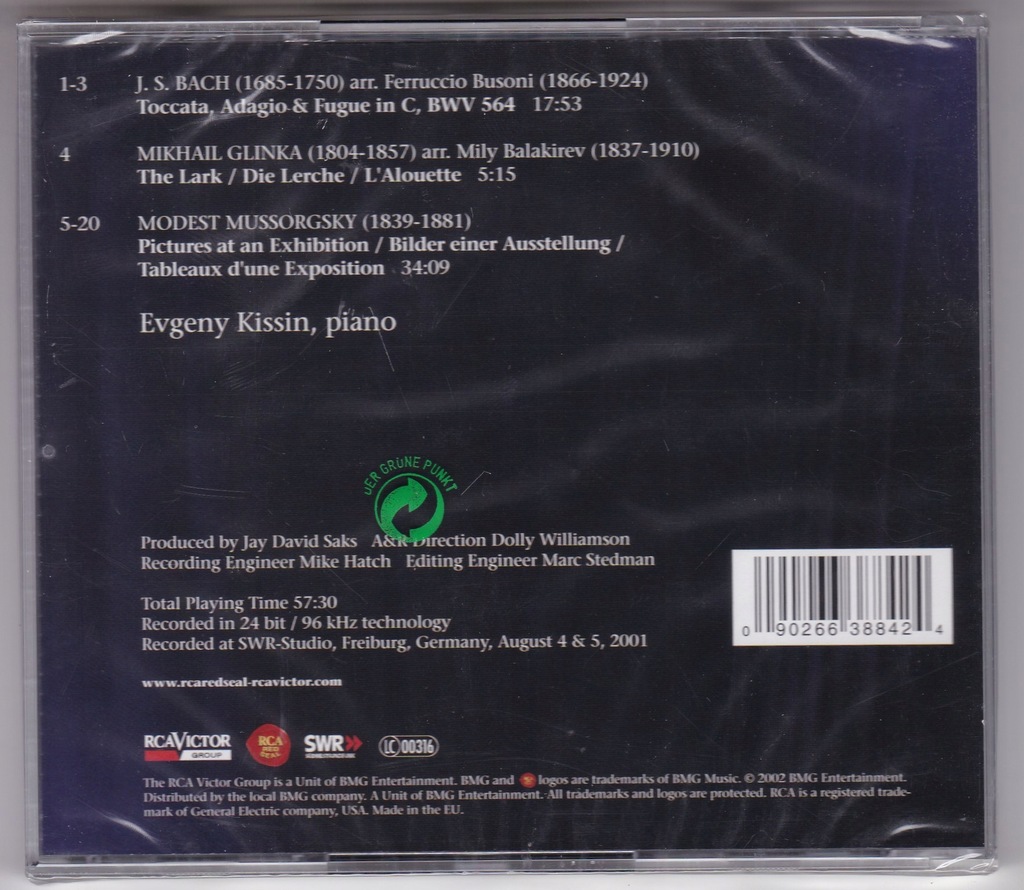 1-3 J. S. BACH (1685-1750) arr. Ferruccio Busoni (1866-1924)
Toccata, Adagio & Fugue in C, BWV 564 17:53
4 MIKHAIL GLINKA (1804-1857) arr. Mily Balakirev (1837-1910)
The Lark / Die Lerche / L'Alouette 5:15
5-20 MODEST MUSSORGSKY (1839-1881)
Pictures at an Exhibition / Bilder einer Ausstellung /
Tableaux d'une Exposition 34:09
Evgeny Kissin, piano
DER GRÜNE PUNKT
Produced by Jay David Saks A&R Direction Dolly Williamson
Recording Engineer Mike Hatch Editing Engineer Marc Stedman
Total Playing Time 57:30
Recorded in 24 bit / 96 kHz technology
Recorded at SWR-Studio, Freiburg, Germany, August 4 & 5, 2001
0 90266 38842 4
www.rcaredseal-rcavictor.com
RCAVICTOR
GROUP
RCA
RED
SEAL
SWR
LC 00316
The RCA Victor Group is a Unit of BMG Entertainment. BMG and logos are trademarks of BMG Music. © 2002 BMG Entertainment.
Distributed by the local BMG company. A Unit of BMG Entertainment. All trademarks and logos are protected. RCA is a registered trade-
mark of General Electric company, USA. Made in the EU.